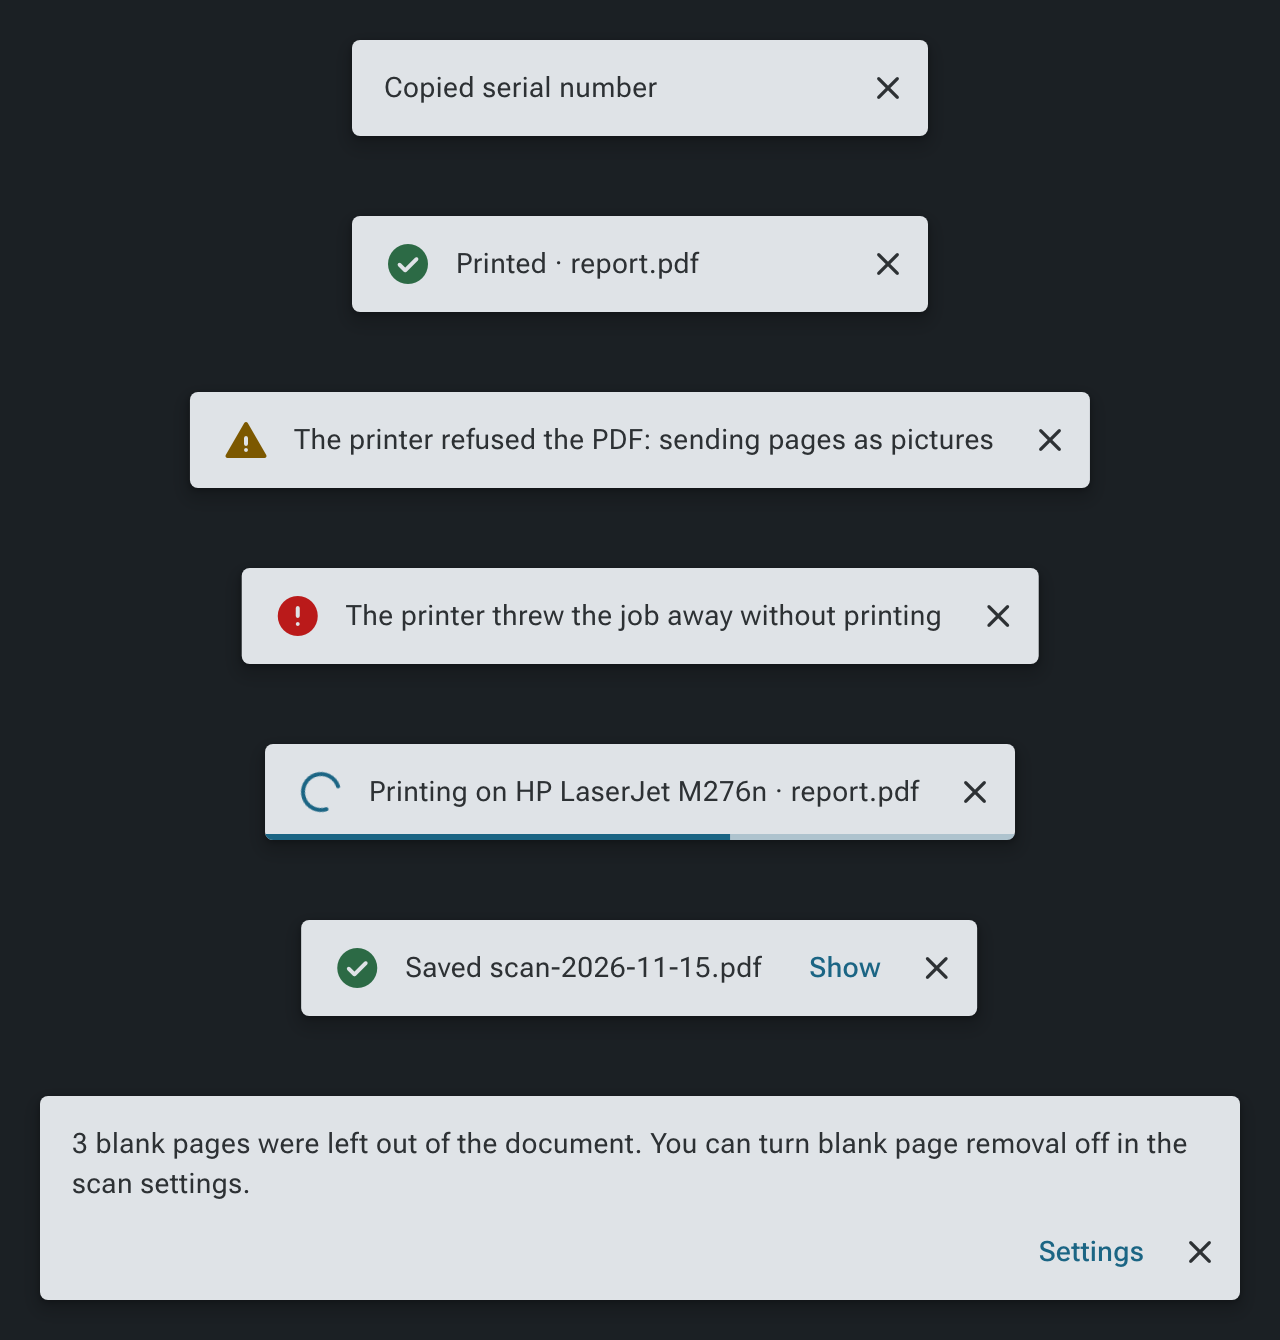 Copied serial number
Printed · report.pdf
The printer refused the PDF: sending pages as pictures
The printer threw the job away without printing
Printing on HP LaserJet M276n · report.pdf
Saved scan-2026-11-15.pdf Show
3 blank pages were left out of the document. You can turn blank page removal off in the
scan settings.
Settings